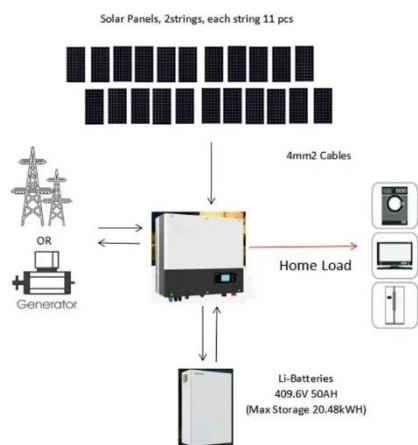 Solar Panels, 2strings, each string 11 pcs
4mm2 Cables
OR
Generator
Home Load
Li-Batteries
409.6V 50AH
(Max Storage 20.48kWH)